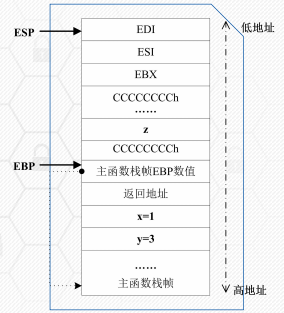 ESP
EDI
低地址
ESI
EBX
CCCCCCCCh
......
z
CCCCCCCCh
EBP
主函数栈帧EBP数值
返回地址
x=1
y=3
......
主函数栈帧
高地址